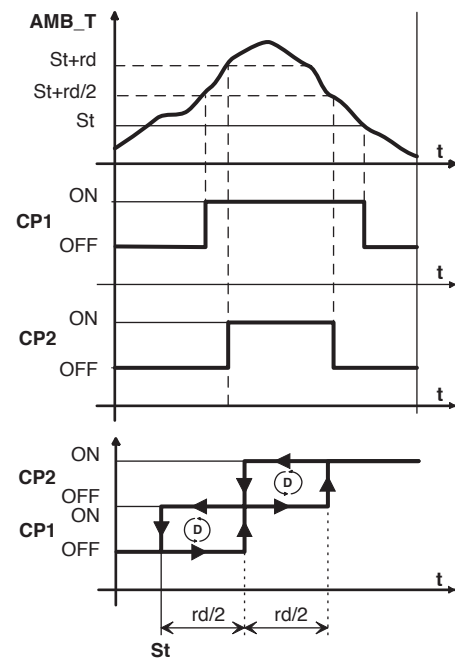 AMB_T
St+rd
St+rd/2
St
t
ON
CP1
OFF
t
ON
CP2
OFF
t
ON
CP2
OFF
D
ON
CP1
D
OFF
t
rd/2 rd/2
St